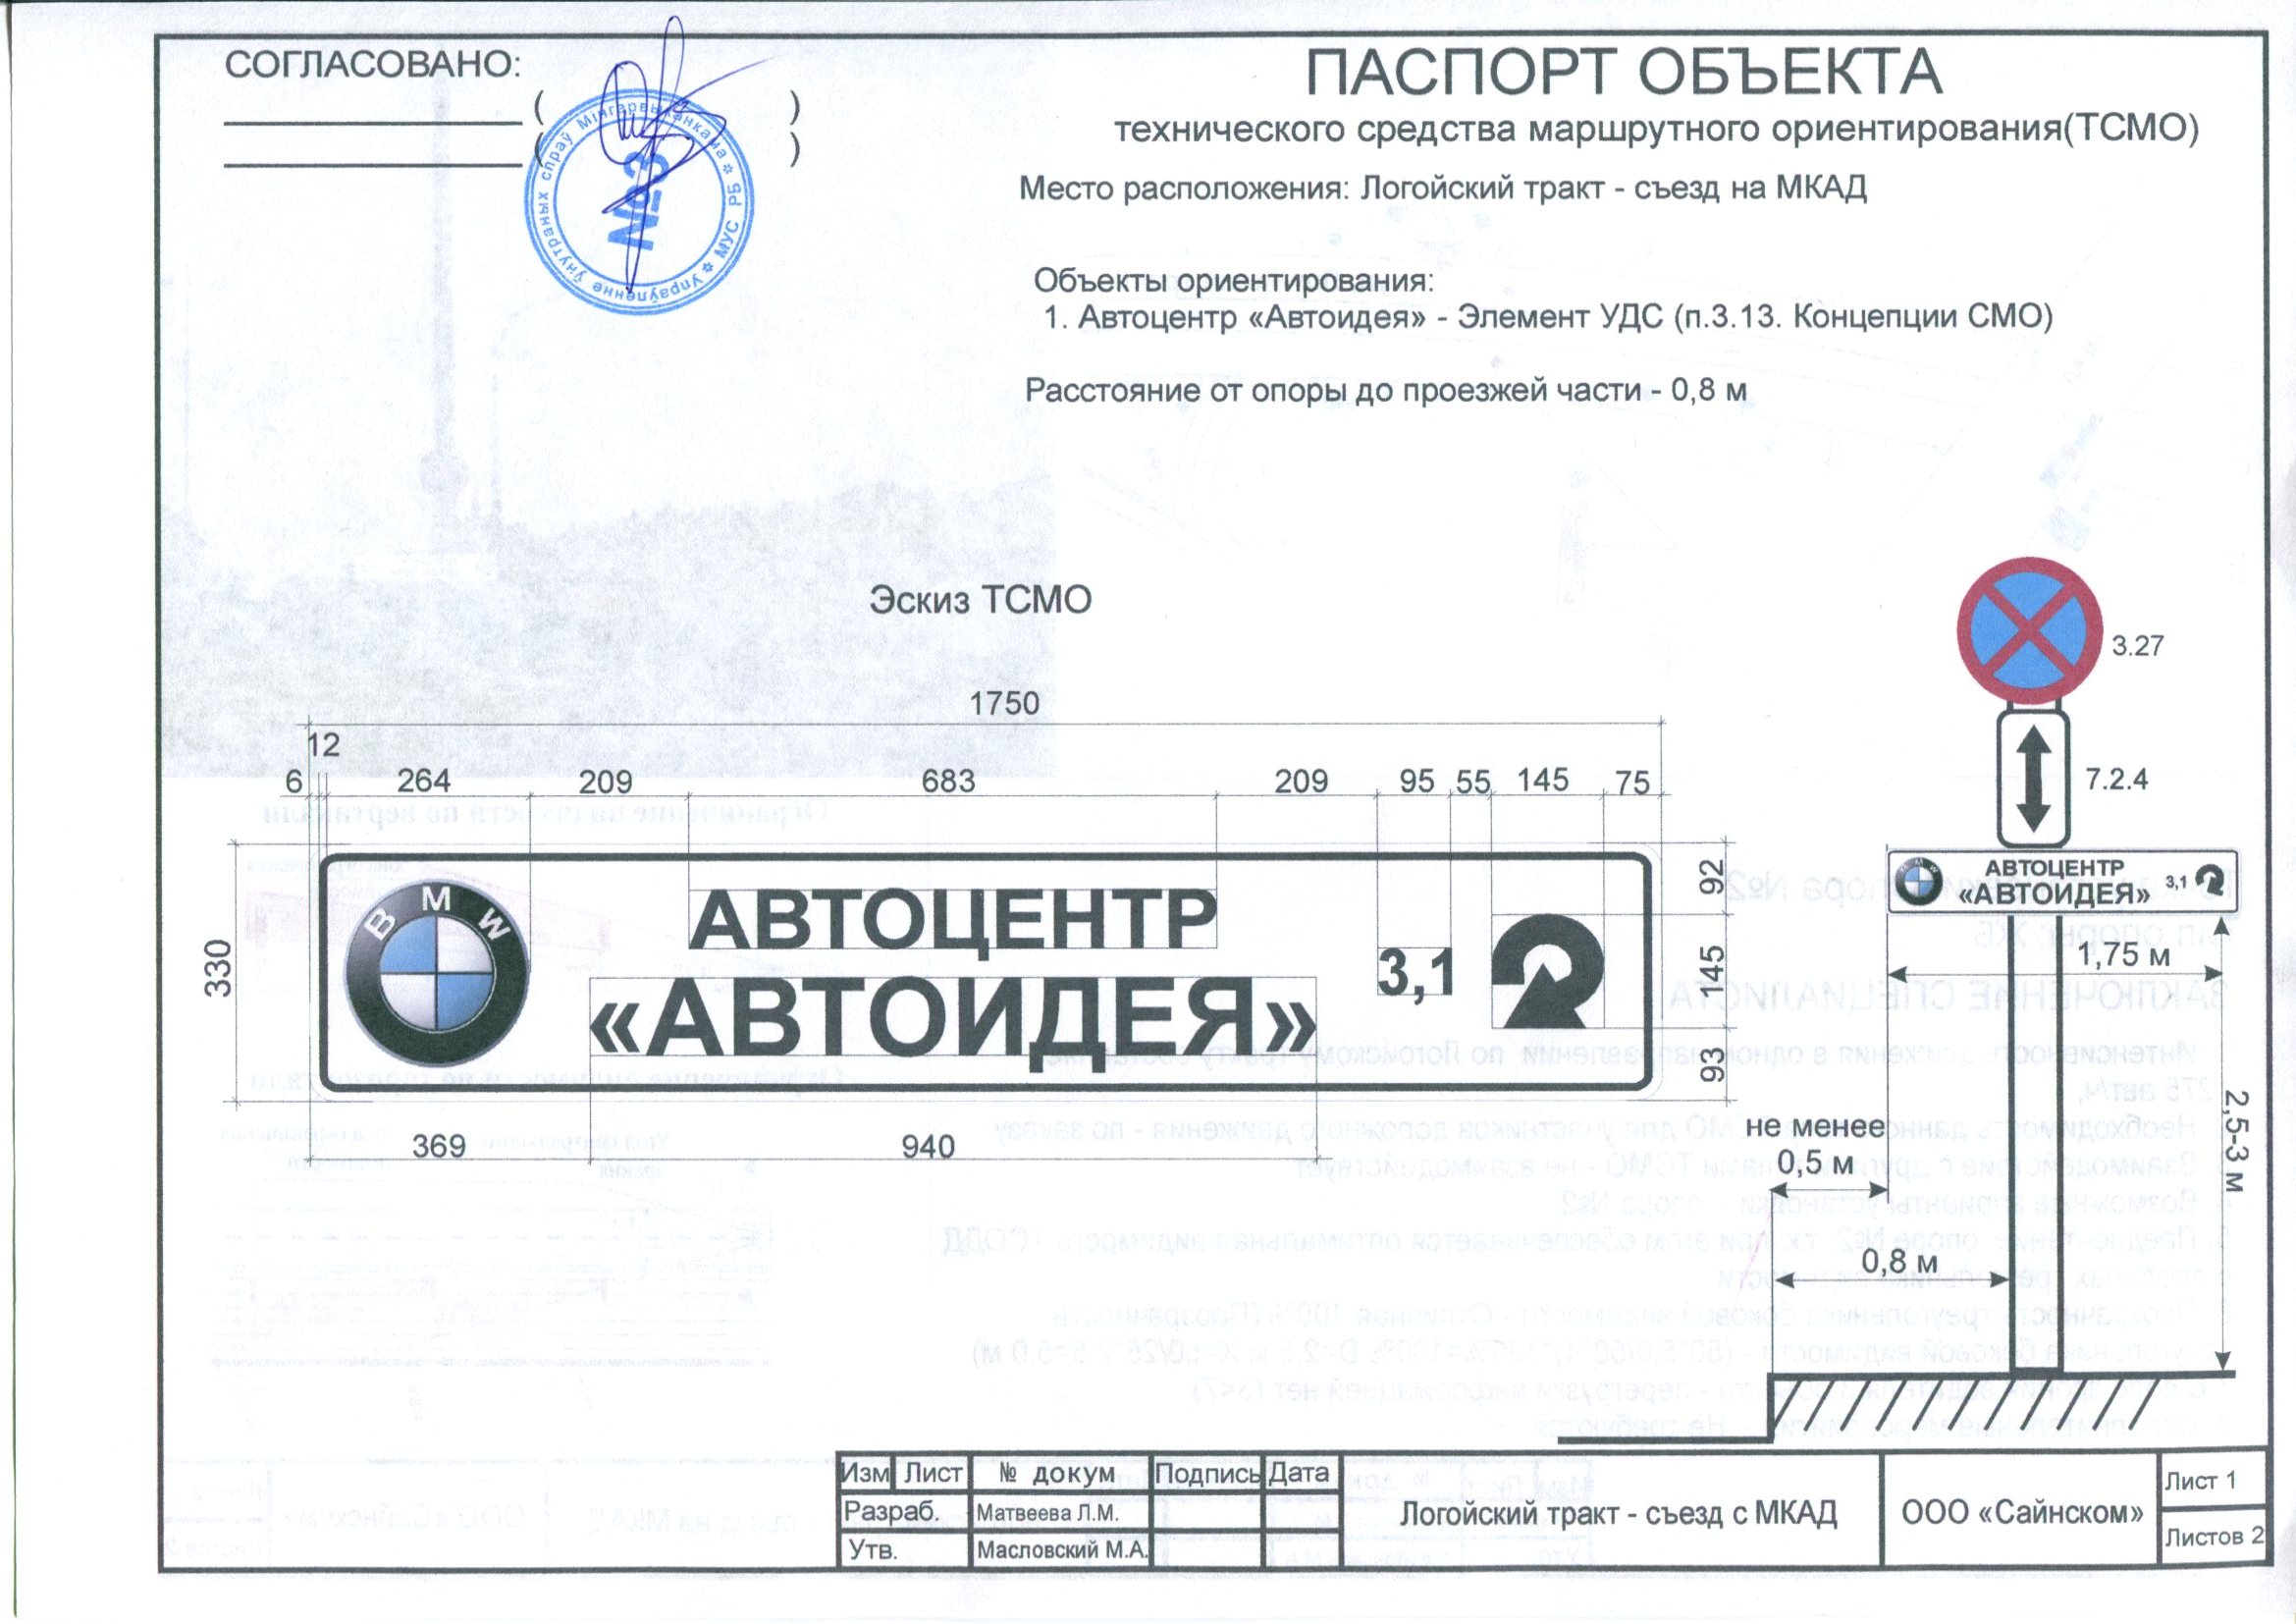 СОГЛАСОВАНО:
( )
( )
Упраўленне ўнутраных спраў Мінгарвыканкама * МУС РБ *
№3
ПАСПОРТ ОБЪЕКТА
технического средства маршрутного ориентирования(ТСМО)
Место расположения: Логойский тракт - съезд на МКАД
Объекты ориентирования:
1. Автоцентр «Автоидея» - Элемент УДС (п.3.13. Концепции СМО)
Расстояние от опоры до проезжей части - 0,8 м
Эскиз ТСМО
1750
12
6 264 209 683 209 95 55 145 75
330
BMW
АВТОЦЕНТР
«АВТОИДЕЯ»
3,1
92
145
93
369 940
3.27
7.2.4
BMW
АВТОЦЕНТР
«АВТОИДЕЯ»
3,1
1,75 м
не менее
0,5 м
2,5-3 м
0,8 м
Изм Лист № докум Подпись Дата
Разраб. Матвеева Л.М.
Утв. Масловский М.А.
Логойский тракт - съезд с МКАД
ООО «Сайнском»
Лист 1
Листов 2